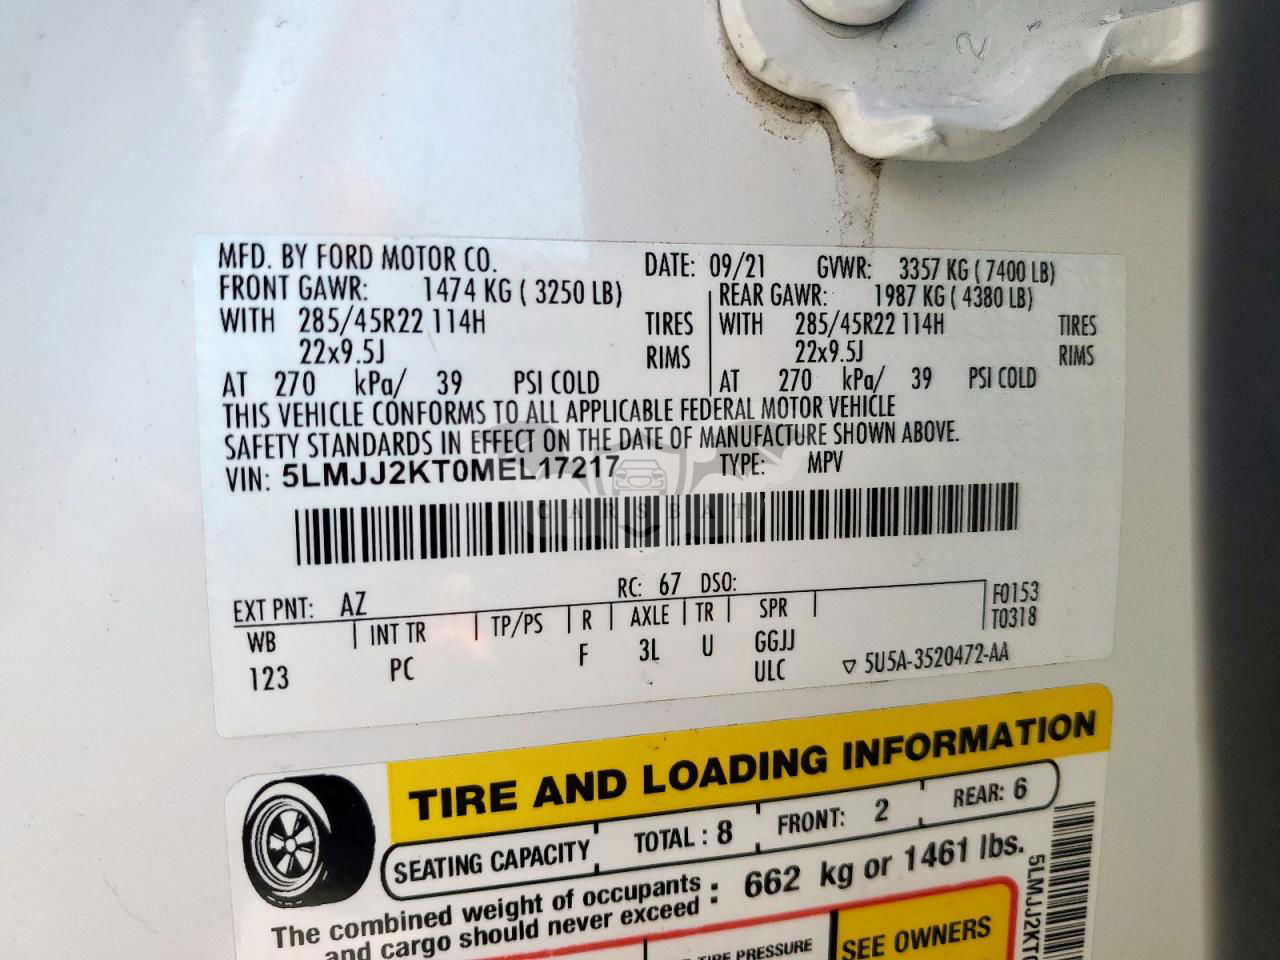 MFD. BY FORD MOTOR CO. DATE: 09/21 GVWR: 3357 KG ( 7400 LB)
FRONT GAWR: 1474 KG ( 3250 LB) REAR GAWR: 1987 KG ( 4380 LB)
WITH 285/45R22 114H TIRES WITH 285/45R22 114H TIRES
22x9.5J RIMS 22x9.5J RIMS
AT 270 kPa/ 39 PSI COLD AT 270 kPa/ 39 PSI COLD
THIS VEHICLE CONFORMS TO ALL APPLICABLE FEDERAL MOTOR VEHICLE
SAFETY STANDARDS IN EFFECT ON THE DATE OF MANUFACTURE SHOWN ABOVE.
VIN: 5LMJJ2KT0MEL17217 TYPE: MPV
CARSBAT
EXT PNT: AZ RC: 67 DSO: F0153
WB INT TR TP/PS R AXLE TR SPR T0318
123 PC F 3L U GGJJ
ULC ▽ 5U5A-3520472-AA
TIRE AND LOADING INFORMATION
SEATING CAPACITY TOTAL : 8 FRONT: 2 REAR: 6
The combined weight of occupants
and cargo should never exceed : 662 kg or 1461 lbs.
TIRE PRESSURE
SEE OWNERS
5LMJJ2KT
2